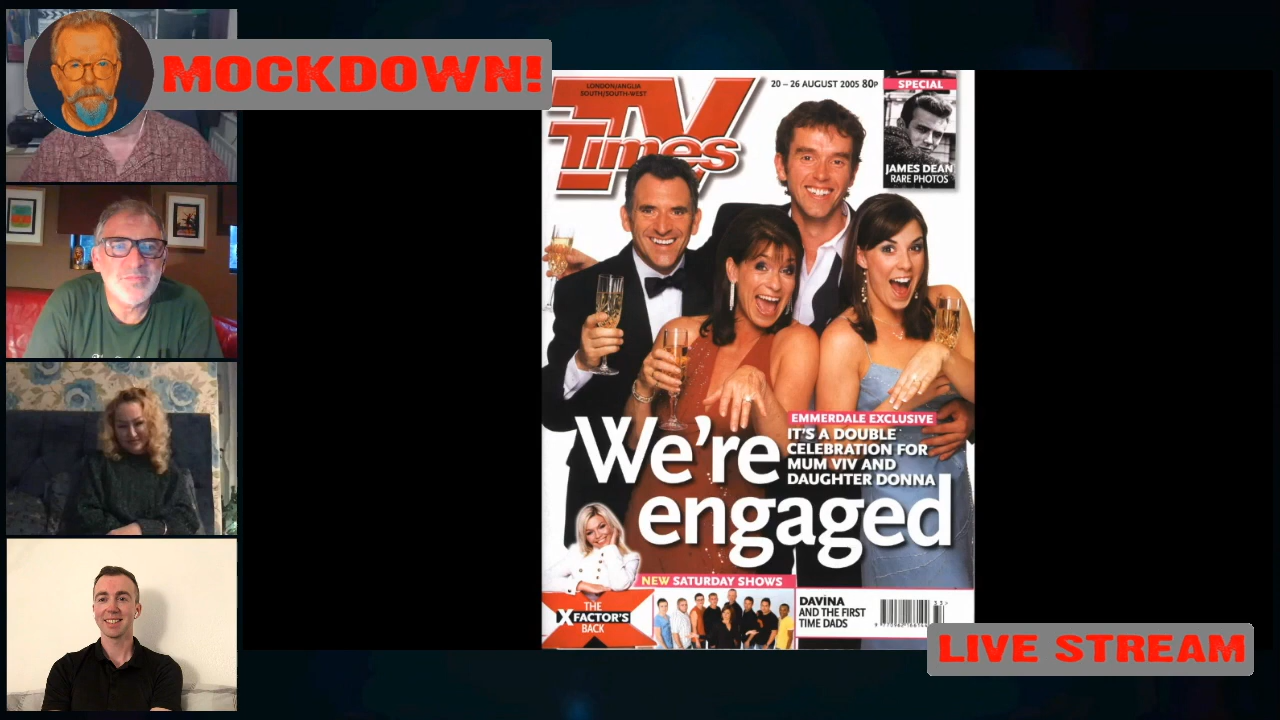 MOCKDOWN!
LONDON/ANGLIA
SOUTH/SOUTH-WEST
TV
Times
20 – 26 AUGUST 2005 80P
SPECIAL
JAMES DEAN
RARE PHOTOS
We're
engaged
EMMERDALE EXCLUSIVE
IT'S A DOUBLE
CELEBRATION FOR
MUM VIV AND
DAUGHTER DONNA
NEW SATURDAY SHOWS
THE
X FACTOR'S
BACK
DAVINA
AND THE FIRST
TIME DADS
LIVE STREAM